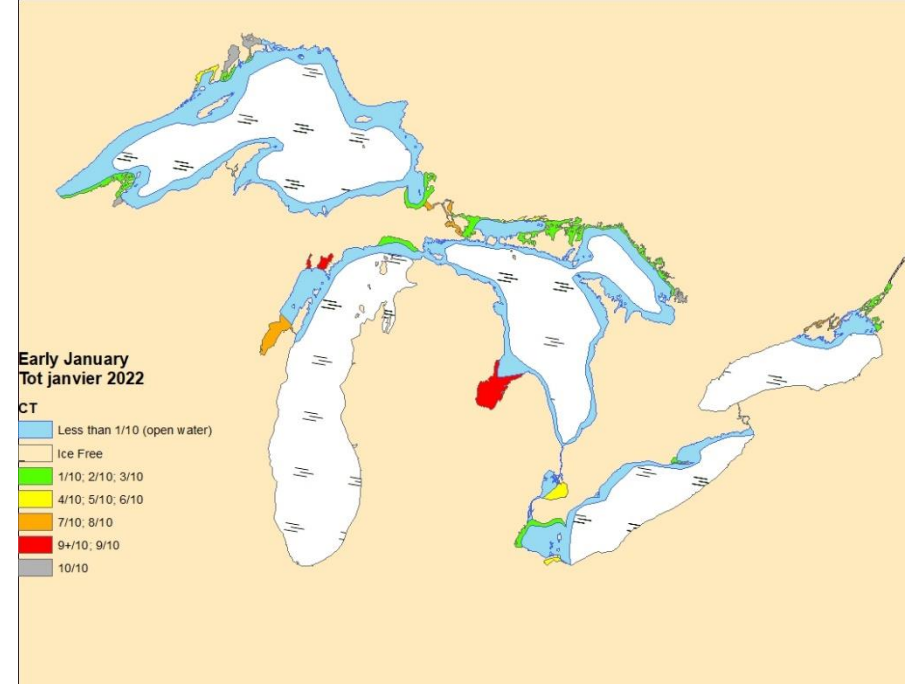 Early January
Tot janvier 2022
CT
Less than 1/10 (open water)
Ice Free
1/10; 2/10; 3/10
4/10; 5/10; 6/10
7/10; 8/10
9+/10; 9/10
10/10